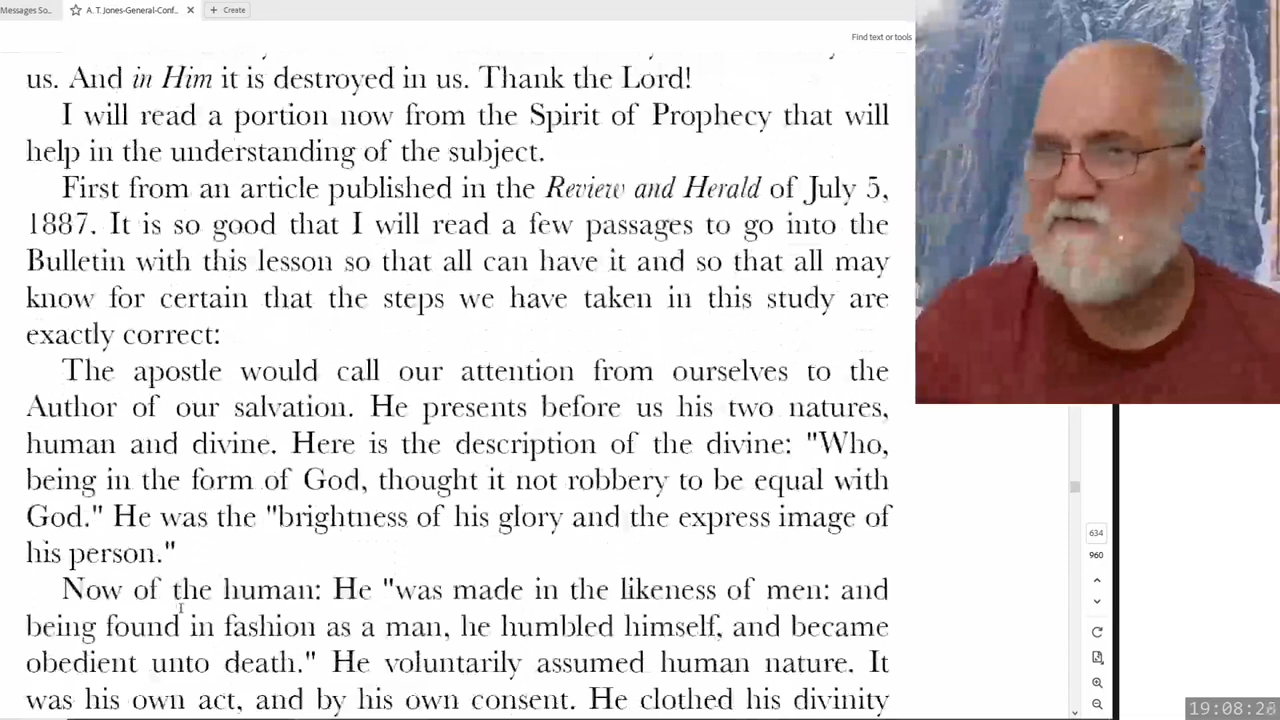 Messages So...
A. T. Jones-General-Conf...
Create
Find text or tools
us. And in Him it is destroyed in us. Thank the Lord!
I will read a portion now from the Spirit of Prophecy that will
help in the understanding of the subject.
First from an article published in the Review and Herald of July 5,
1887. It is so good that I will read a few passages to go into the
Bulletin with this lesson so that all can have it and so that all may
know for certain that the steps we have taken in this study are
exactly correct:
The apostle would call our attention from ourselves to the
Author of our salvation. He presents before us his two natures,
human and divine. Here is the description of the divine: "Who,
being in the form of God, thought it not robbery to be equal with
God." He was the "brightness of his glory and the express image of
his person."
Now of the human: He "was made in the likeness of men: and
being found in fashion as a man, he humbled himself, and became
obedient unto death." He voluntarily assumed human nature. It
was his own act, and by his own consent. He clothed his divinity
634
960
19:08:28